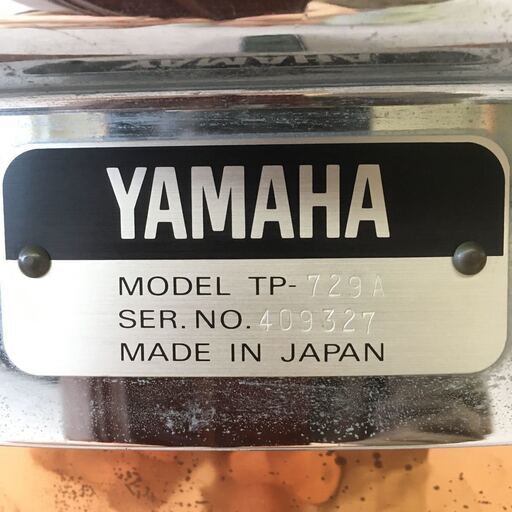 YAMAHA
MODEL TP-729A
SER. NO. 409327
MADE IN JAPAN